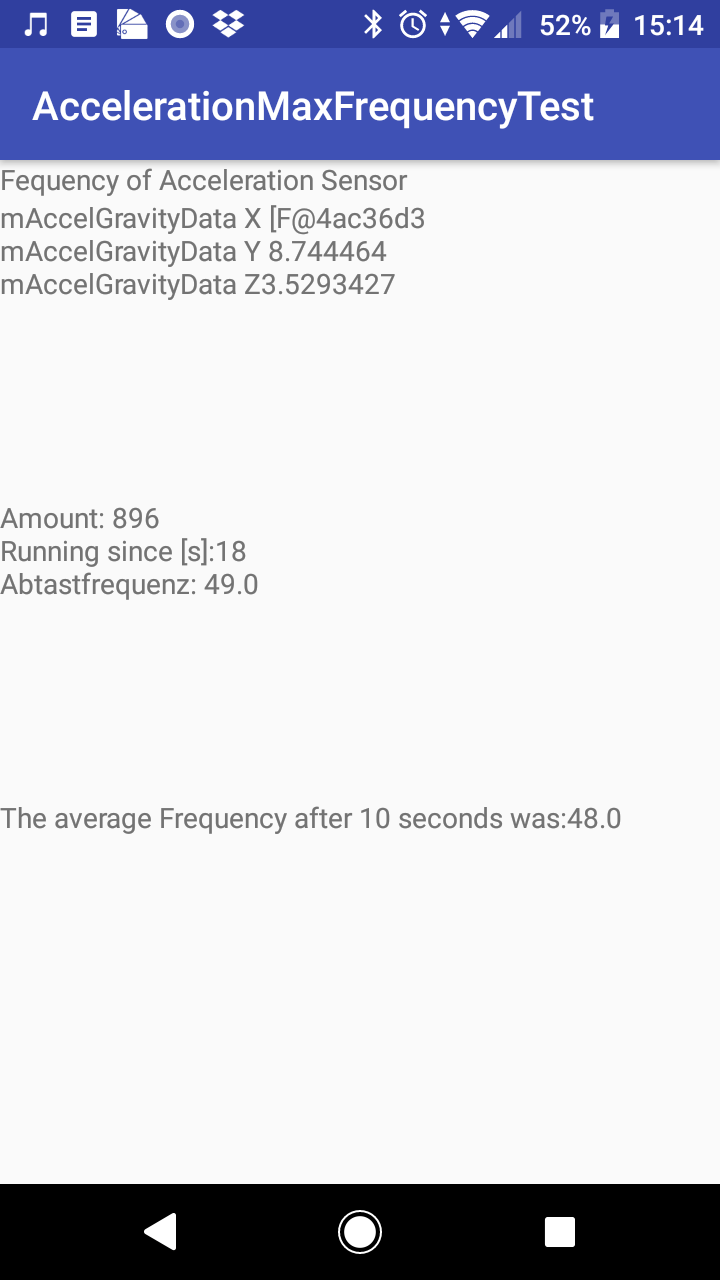 52% 15:14
AccelerationMaxFrequencyTest
Fequency of Acceleration Sensor
mAccelGravityData X [F@4ac36d3
mAccelGravityData Y 8.744464
mAccelGravityData Z3.5293427
Amount: 896
Running since [s]:18
Abtastfrequenz: 49.0
The average Frequency after 10 seconds was:48.0